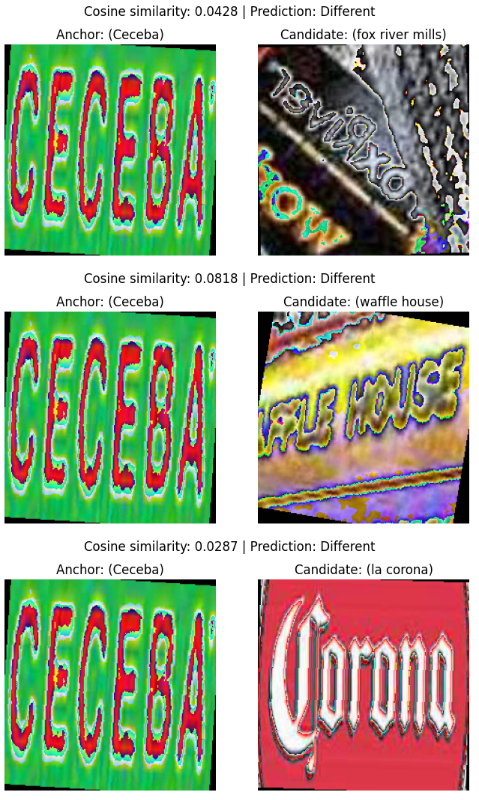 Cosine similarity: 0.0428 | Prediction: Different
Anchor: (Ceceba)
Candidate: (fox river mills)
CECEBA
Cosine similarity: 0.0818 | Prediction: Different
Anchor: (Ceceba)
Candidate: (waffle house)
CECEBA
AFFLE HOUSE
Cosine similarity: 0.0287 | Prediction: Different
Anchor: (Ceceba)
Candidate: (la corona)
CECEBA
Corona